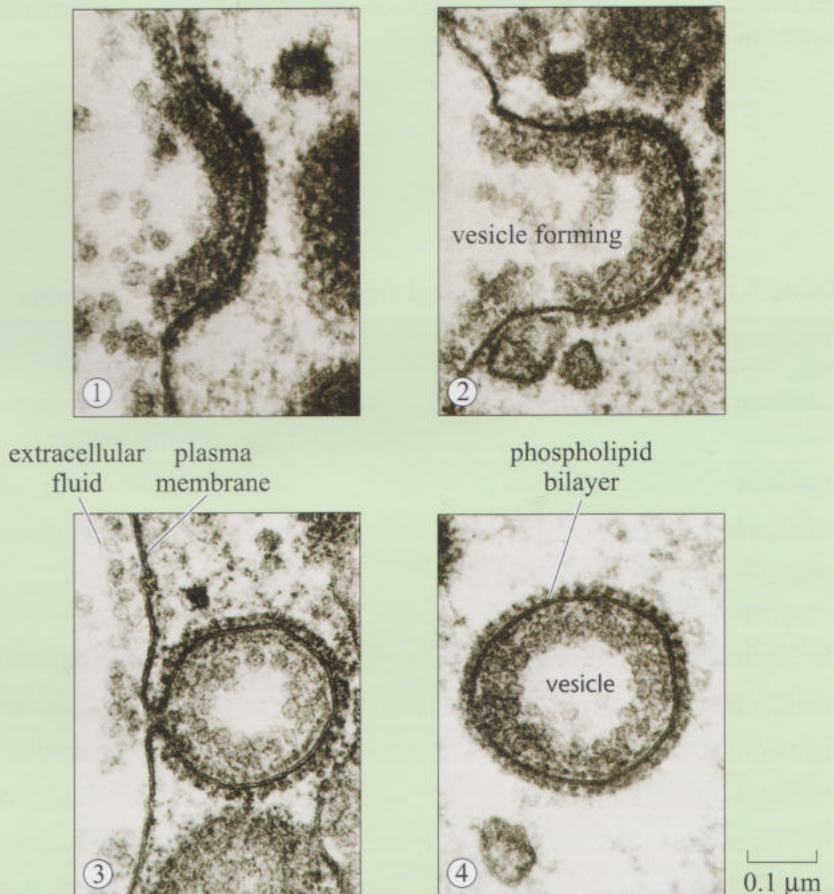 vesicle forming
1
2
extracellular
fluid
plasma
membrane
phospholipid
bilayer
vesicle
3
4
0.1 μm